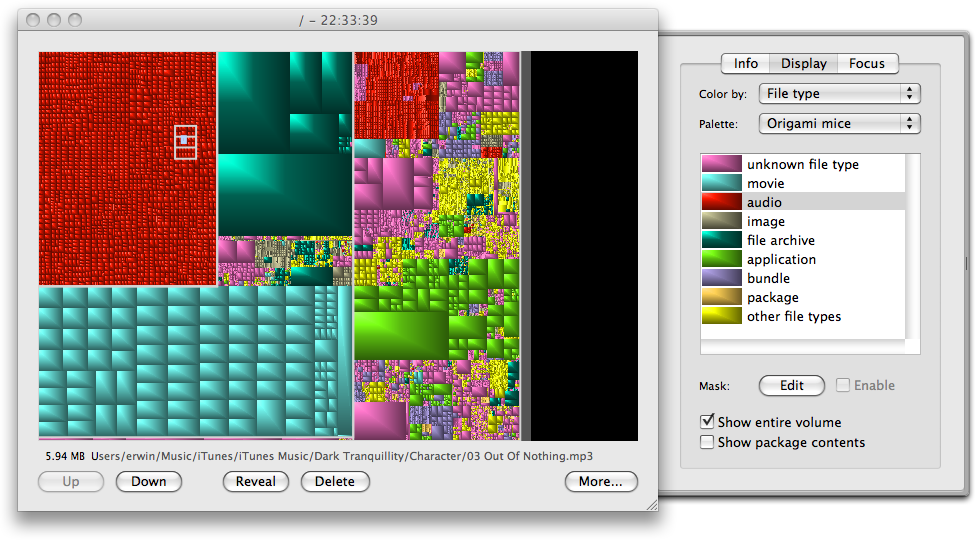 / – 22:33:39
Info Display Focus
Color by: File type
Palette: Origami mice
unknown file type
movie
audio
image
file archive
application
bundle
package
other file types
Mask: Edit Enable
Show entire volume
Show package contents
5.94 MB Users/erwin/Music/iTunes/iTunes Music/Dark Tranquillity/Character/03 Out Of Nothing.mp3
Up Down Reveal Delete More...